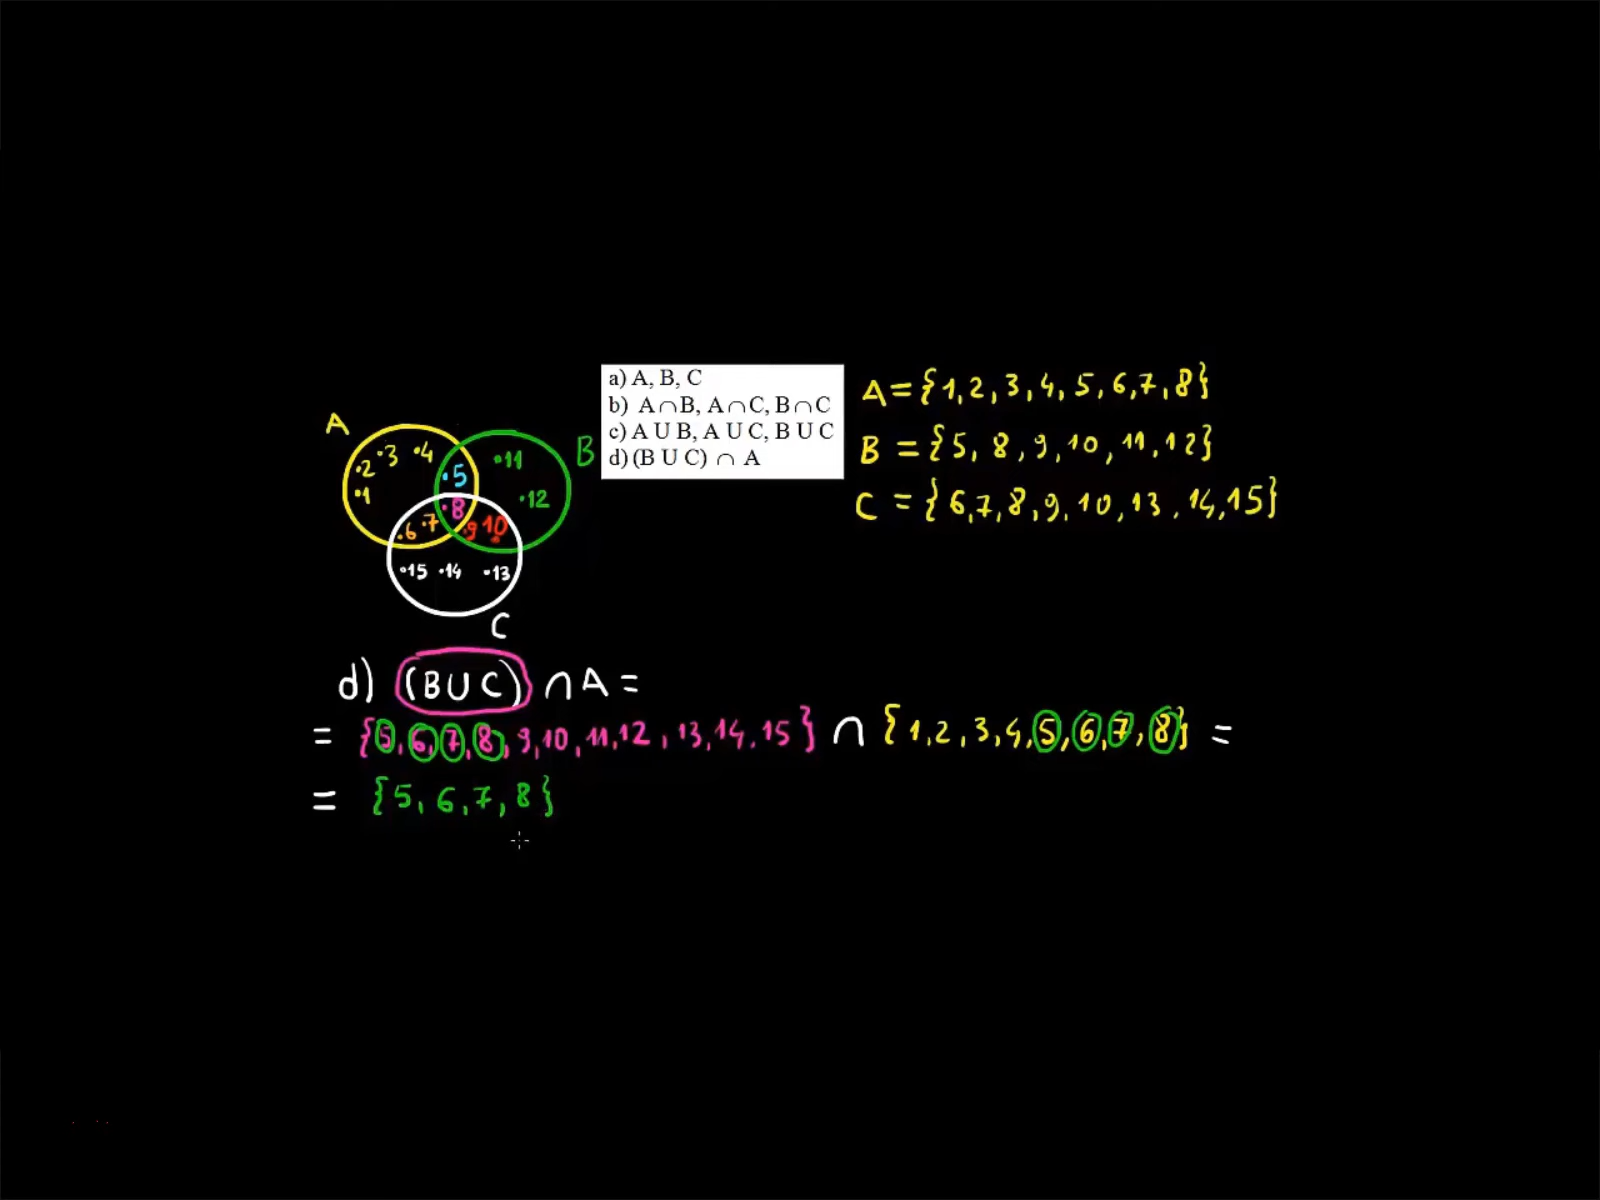 a) A, B, C
b) A∩B, A∩C, B∩C
c) A U B, A U C, B U C
d) (B U C) ∩ A
A = {1, 2, 3, 4, 5, 6, 7, 8}
B = {5, 8, 9, 10, 11, 12}
C = {6, 7, 8, 9, 10, 13, 14, 15}
A
B
·2 ·3 ·4
·1
·5
·11
·12
·8
·6 ·7
·9 10
·15 ·14 ·13
C
d) (B U C) ∩ A =
= {5, 6, 7, 8, 9, 10, 11, 12, 13, 14, 15} ∩ {1, 2, 3, 4, 5, 6, 7, 8} =
= {5, 6, 7, 8}